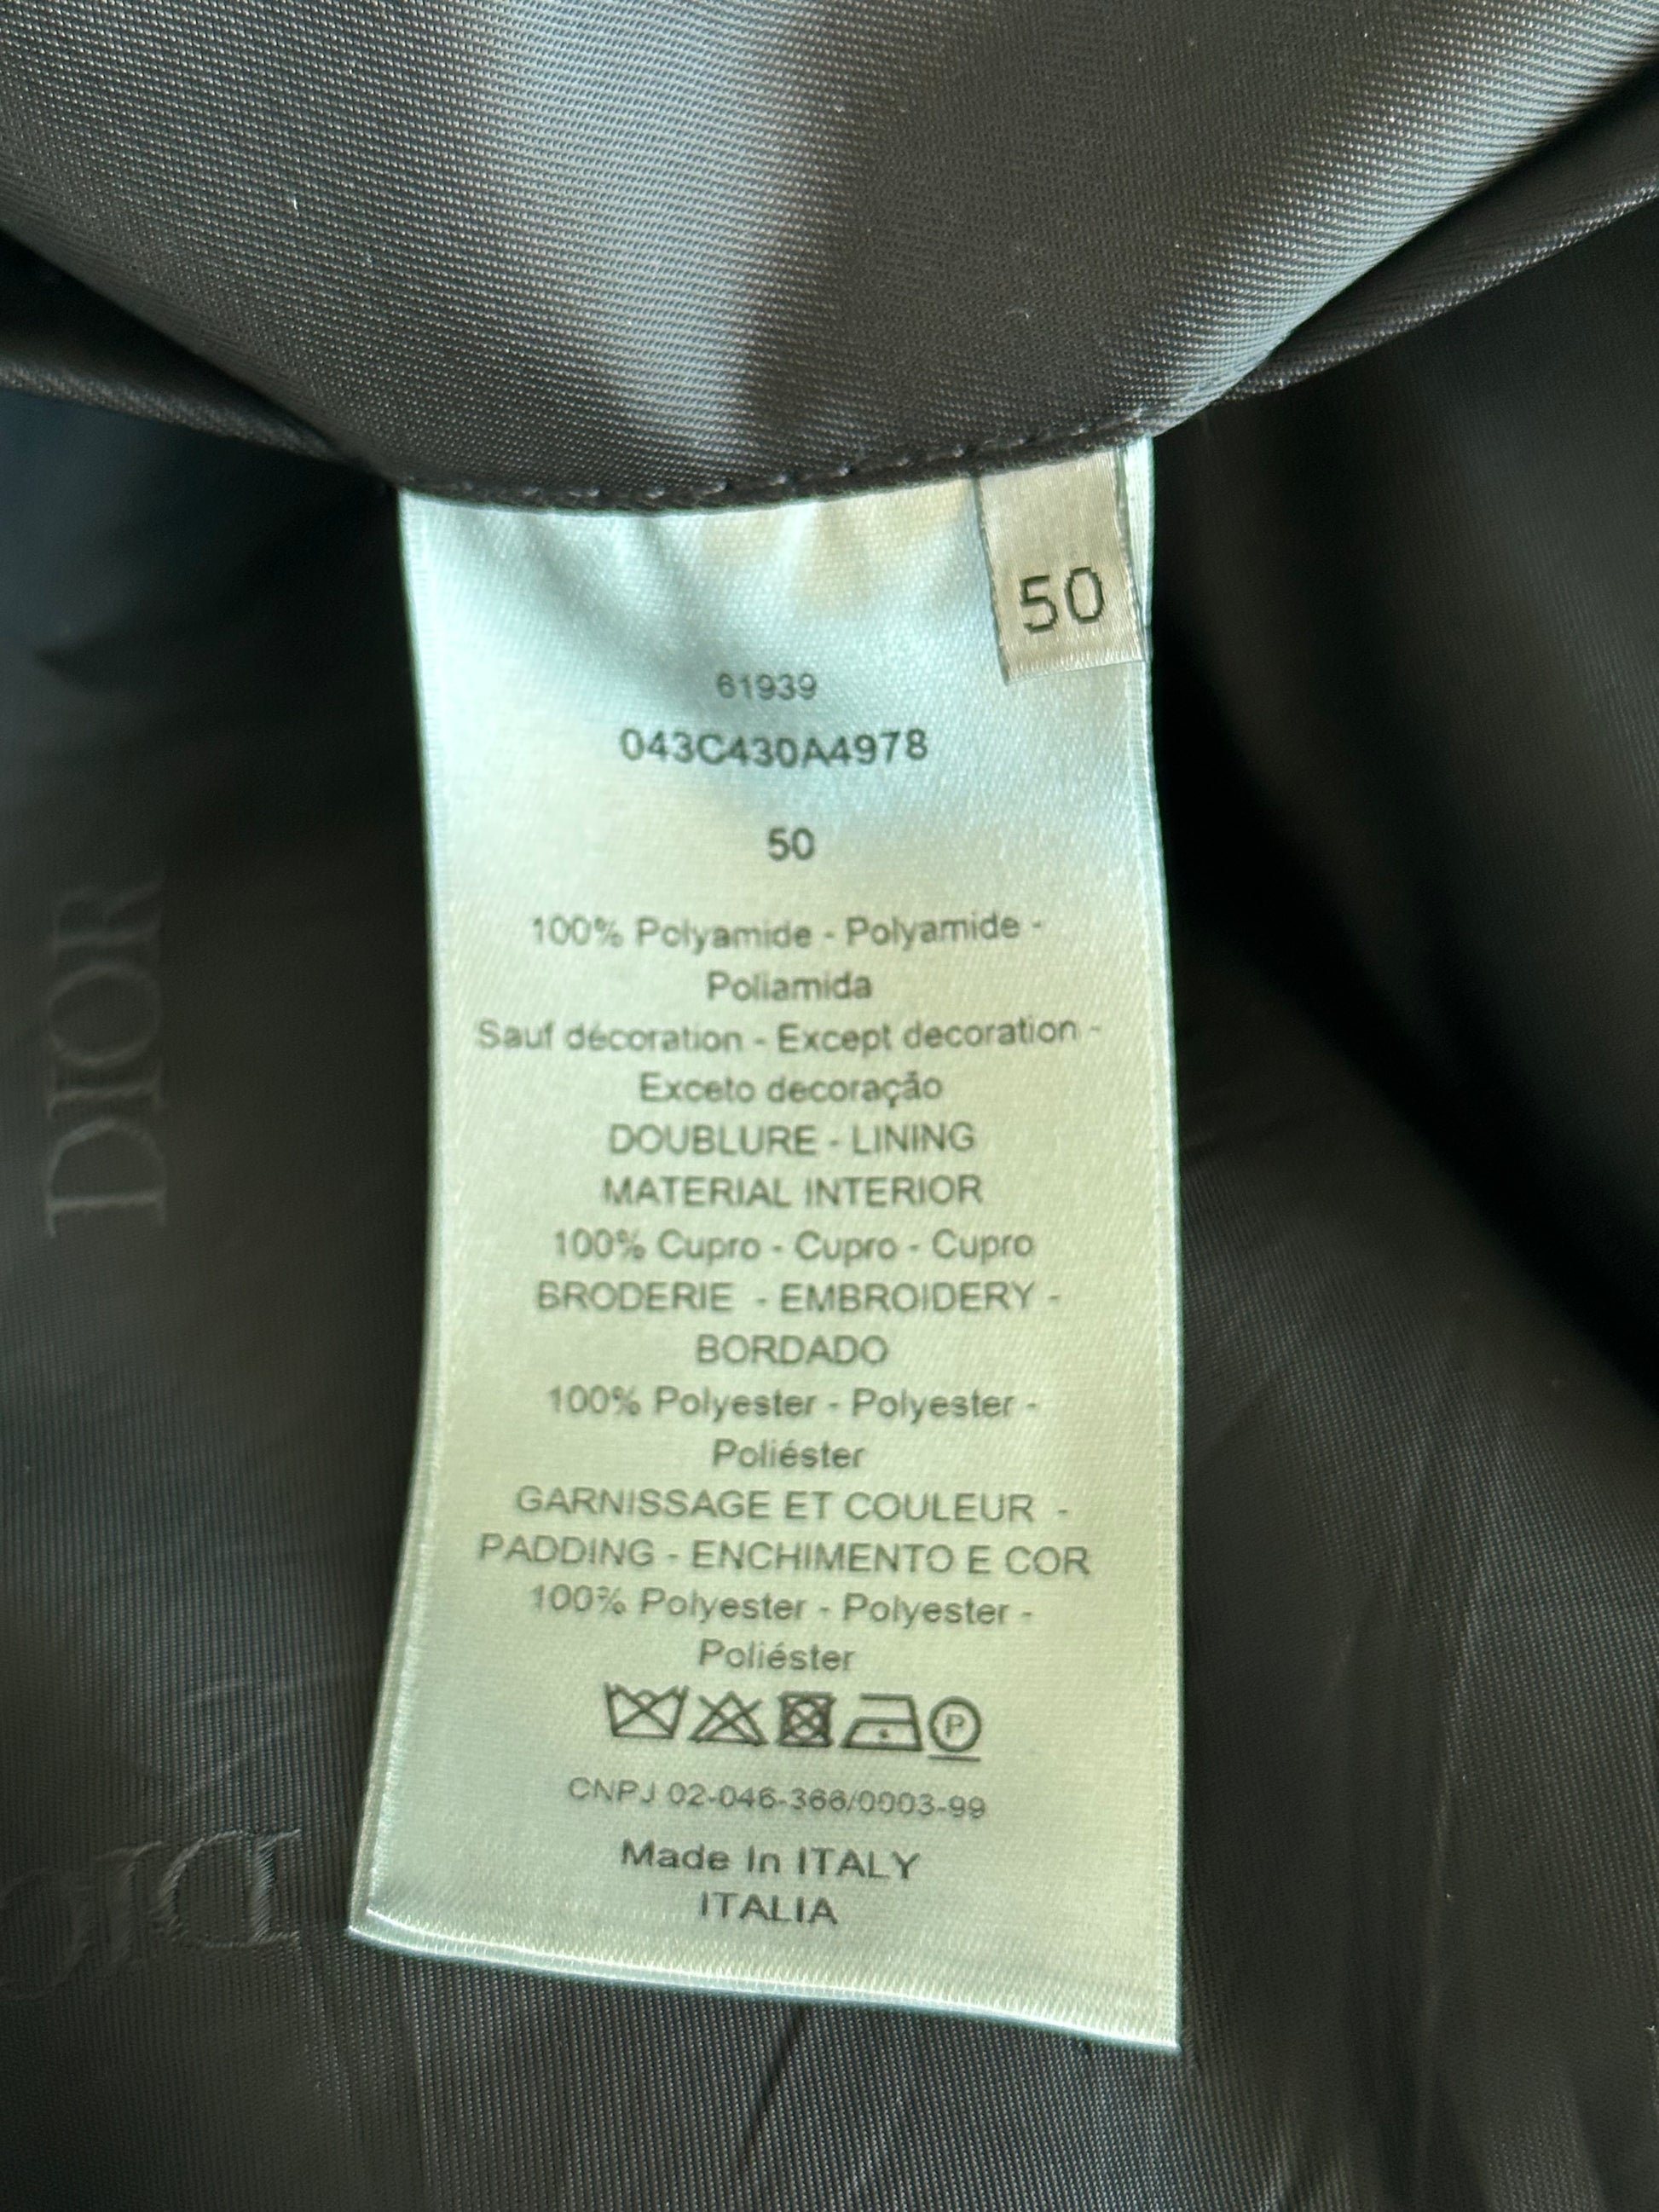 50
61939
043C430A4978
50
100% Polyamide - Polyamide -
Poliamida
Sauf décoration - Except decoration -
Exceto decoração
DOUBLURE - LINING
MATERIAL INTERIOR
100% Cupro - Cupro - Cupro
BRODERIE - EMBROIDERY -
BORDADO
100% Polyester - Polyester -
Poliéster
GARNISSAGE ET COULEUR -
PADDING - ENCHIMENTO E COR
100% Polyester - Polyester -
Poliéster
P
CNPJ 02-046-366/0003-99
Made In ITALY
ITALIA
DIOR